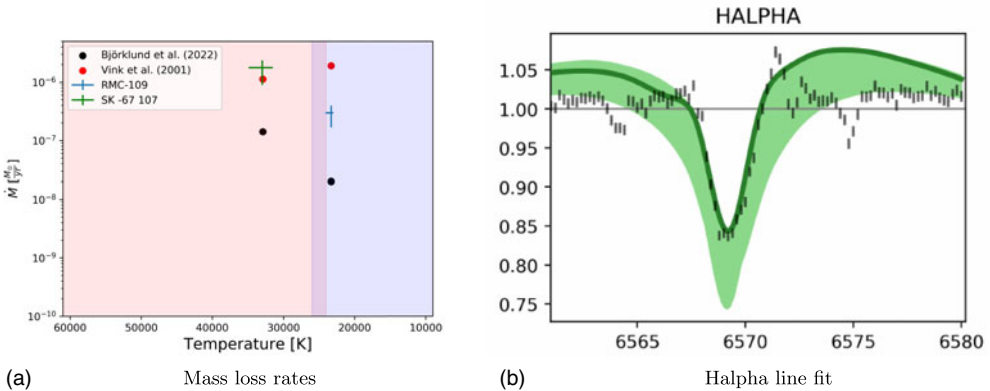 Björklund et al. (2022)
Vink et al. (2001)
RMC-109
SK -67 107
10⁻⁶
10⁻⁷
10⁻⁸
10⁻⁹
10⁻¹⁰
Ṁ [M⊙/yr]
60000 50000 40000 30000 20000 10000
Temperature [K]
(a) Mass loss rates
HALPHA
1.05
1.00
0.95
0.90
0.85
0.80
0.75
6565 6570 6575 6580
(b) Halpha line fit